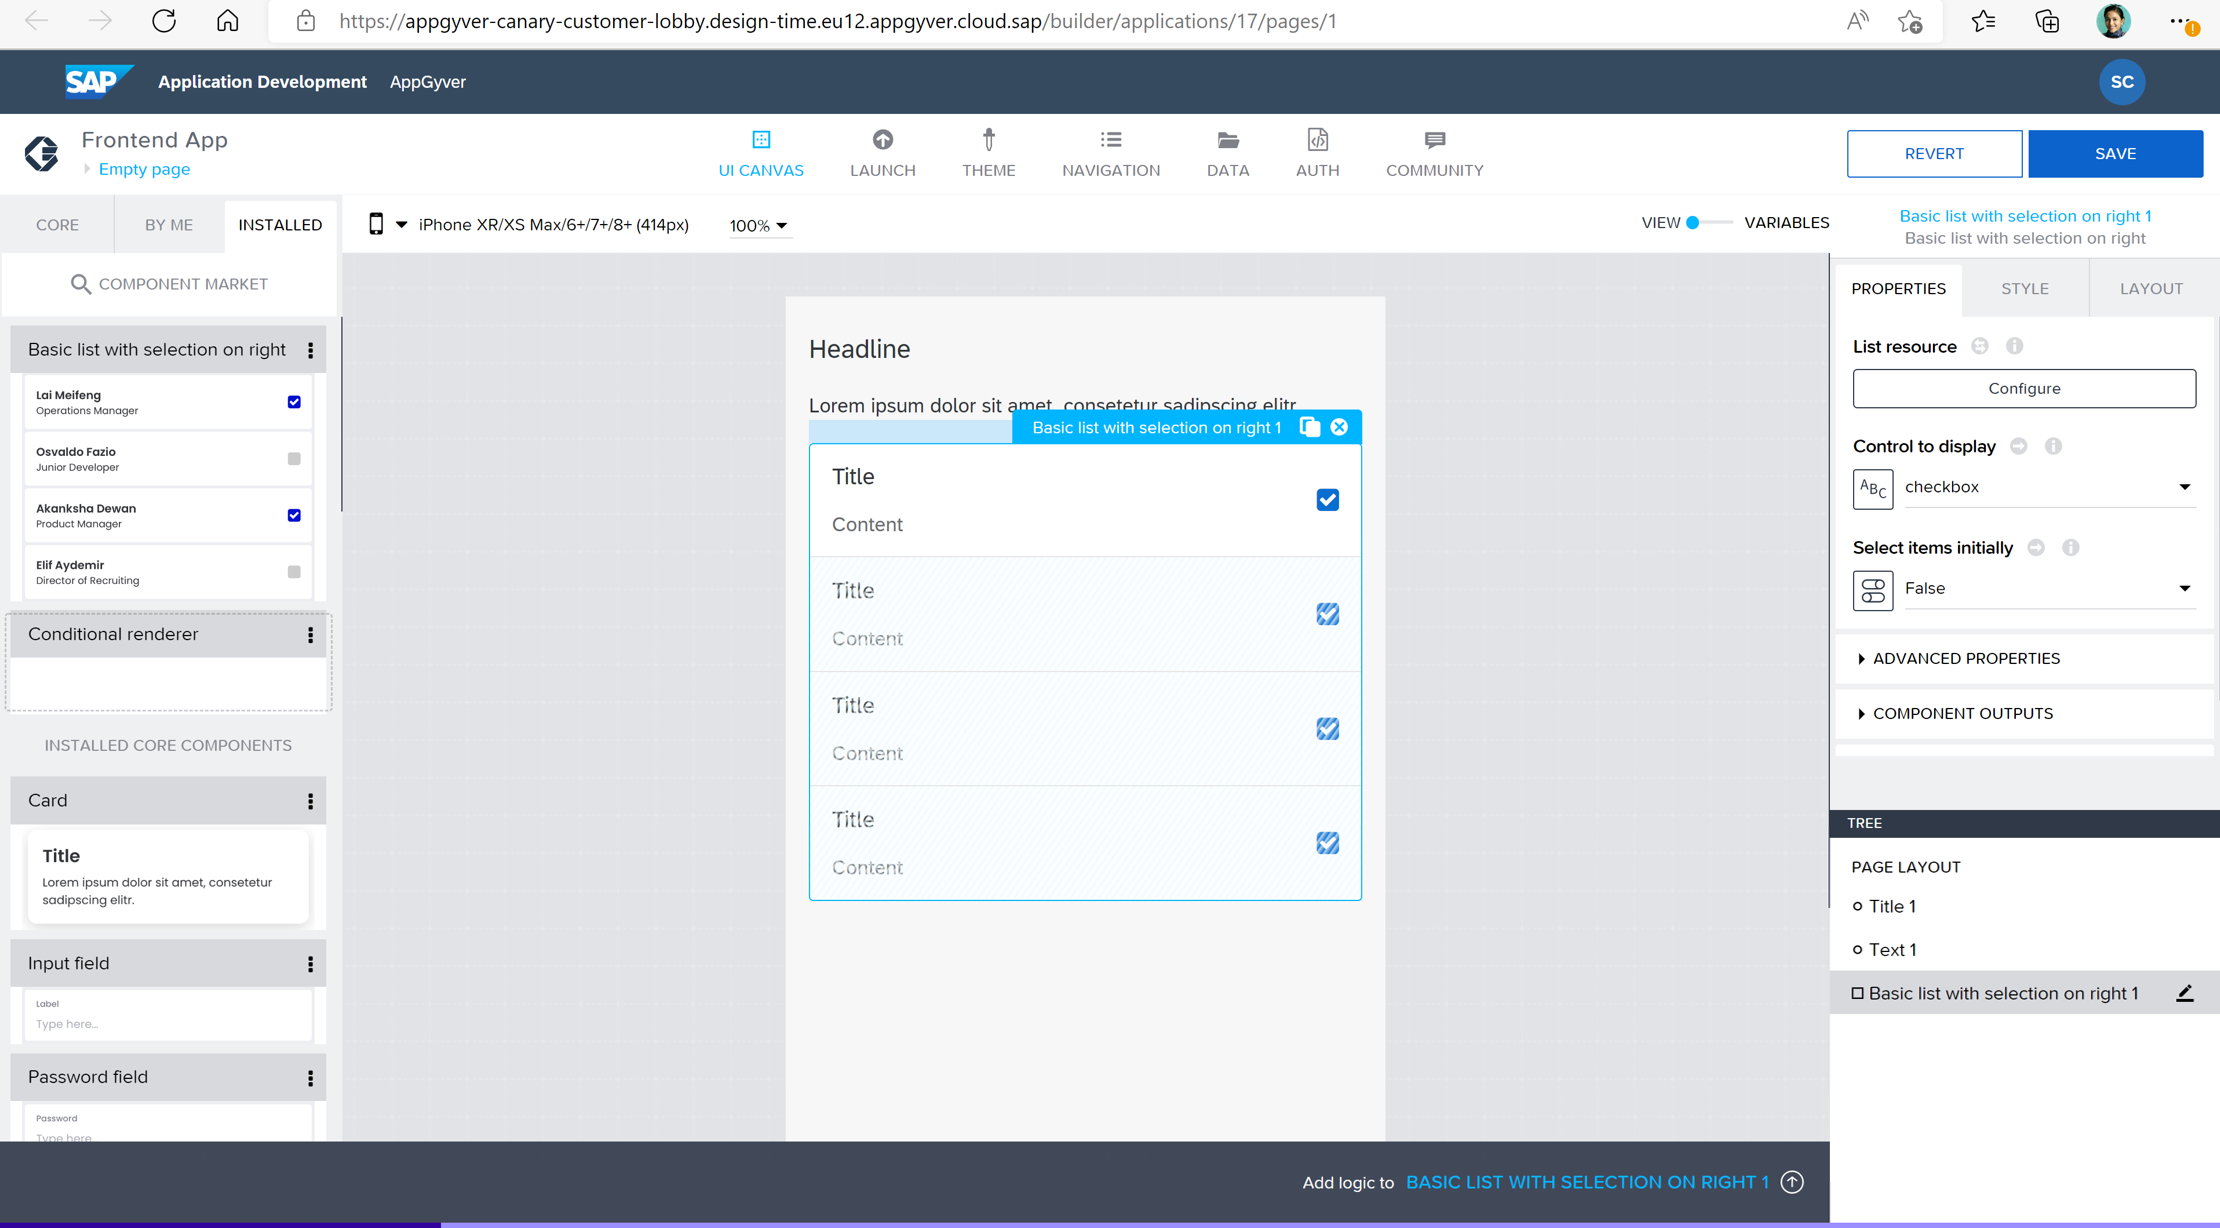 https://appgyver-canary-customer-lobby.design-time.eu12.appgyver.cloud.sap/builder/applications/17/pages/1
SAP Application Development AppGyver SC
Frontend App
Empty page
UI CANVAS LAUNCH THEME NAVIGATION DATA AUTH COMMUNITY
REVERT SAVE
CORE BY ME INSTALLED
iPhone XR/XS Max/6+/7+/8+ (414px) 100%
VIEW VARIABLES
Basic list with selection on right 1
Basic list with selection on right
COMPONENT MARKET
Basic list with selection on right
Lai Meifeng
Operations Manager
Osvaldo Fazio
Junior Developer
Akanksha Dewan
Product Manager
Elif Aydemir
Director of Recruiting
Conditional renderer
INSTALLED CORE COMPONENTS
Card
Title
Lorem ipsum dolor sit amet, consetetur
sadipscing elitr.
Input field
Label
Type here...
Password field
Password
Type here
Headline
Lorem ipsum dolor sit amet, consetetur sadipscing elitr
Basic list with selection on right 1
Title
Content
Title
Content
Title
Content
Title
Content
Add logic to BASIC LIST WITH SELECTION ON RIGHT 1
PROPERTIES STYLE LAYOUT
List resource
Configure
Control to display
ABC checkbox
Select items initially
False
ADVANCED PROPERTIES
COMPONENT OUTPUTS
TREE
PAGE LAYOUT
Title 1
Text 1
Basic list with selection on right 1